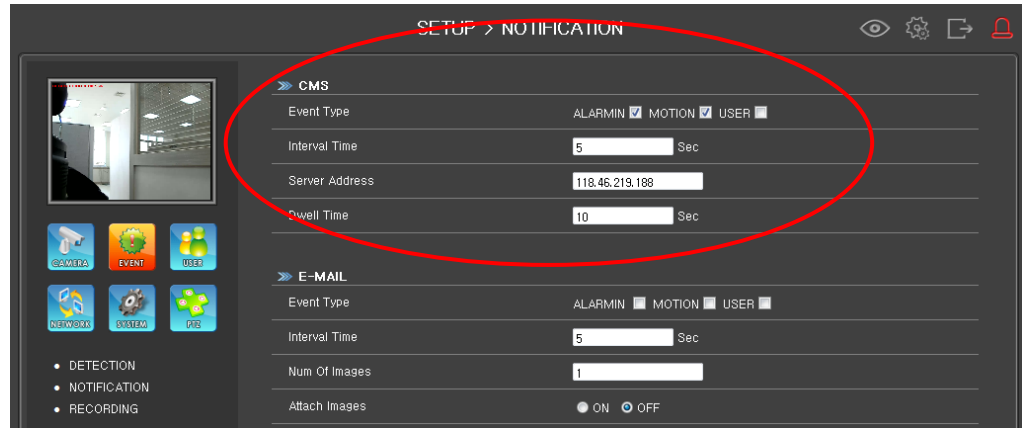 SETUP > NOTIFICATION
CMS
Event Type ALARMIN MOTION USER
Interval Time 5 Sec
Server Address 118.46.219.188
Dwell Time 10 Sec
CAMERA EVENT USER
NETWORK SYSTEM PTZ
E-MAIL
Event Type ALARMIN MOTION USER
Interval Time 5 Sec
Num Of Images 1
Attach Images ON OFF
DETECTION
NOTIFICATION
RECORDING